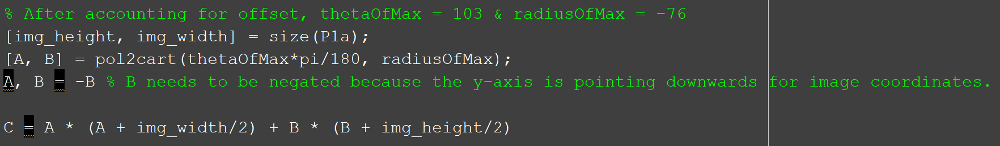 % After accounting for offset, thetaOfMax = 103 & radiusOfMax = -76
[img_height, img_width] = size(P1a);
[A, B] = pol2cart(thetaOfMax*pi/180, radiusOfMax);
A, B = -B % B needs to be negated because the y-axis is pointing downwards for image coordinates.
C = A * (A + img_width/2) + B * (B + img_height/2)